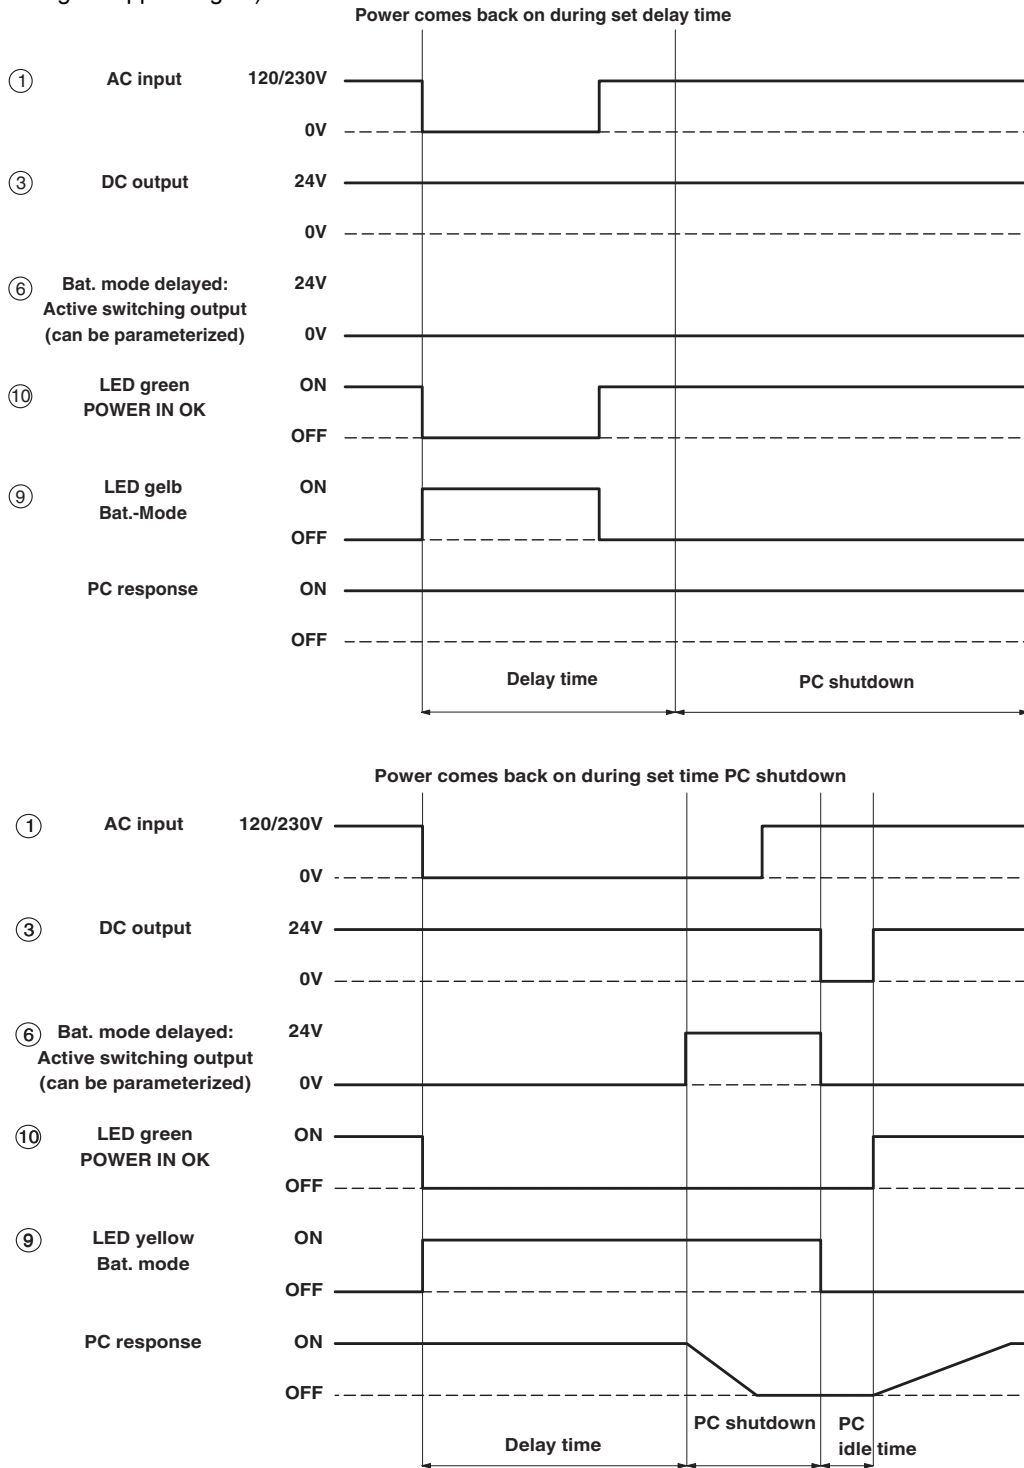 Power comes back on during set delay time
1 AC input 120/230V
0V
3 DC output 24V
0V
6 Bat. mode delayed: 24V
Active switching output
(can be parameterized) 0V
10 LED green ON
POWER IN OK
OFF
9 LED gelb ON
Bat.-Mode
OFF
PC response ON
OFF
Delay time PC shutdown
Power comes back on during set time PC shutdown
1 AC input 120/230V
0V
3 DC output 24V
0V
6 Bat. mode delayed: 24V
Active switching output
(can be parameterized) 0V
10 LED green ON
POWER IN OK
OFF
9 LED yellow ON
Bat. mode
OFF
PC response ON
OFF
PC shutdown PC
Delay time idle time